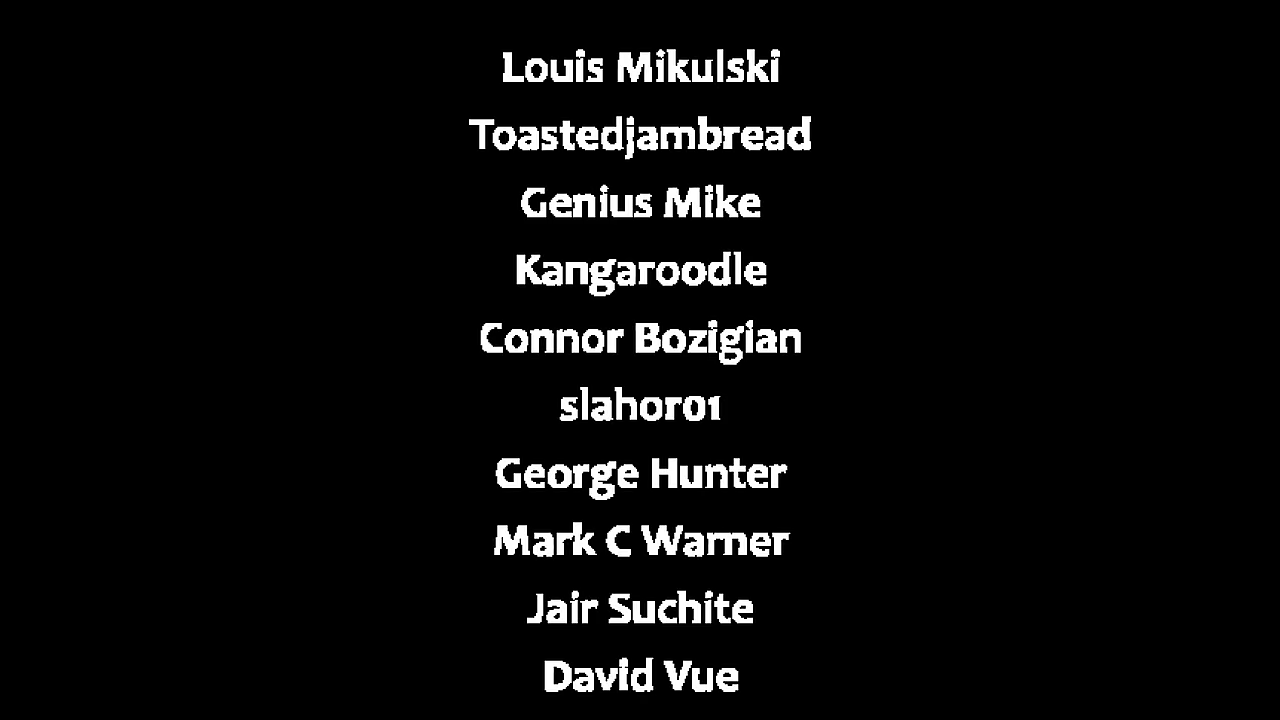 Louis Mikulski
Toastedjambread
Genius Mike
Kangaroodle
Connor Bozigian
slahor01
George Hunter
Mark C Warner
Jair Suchite
David Vue